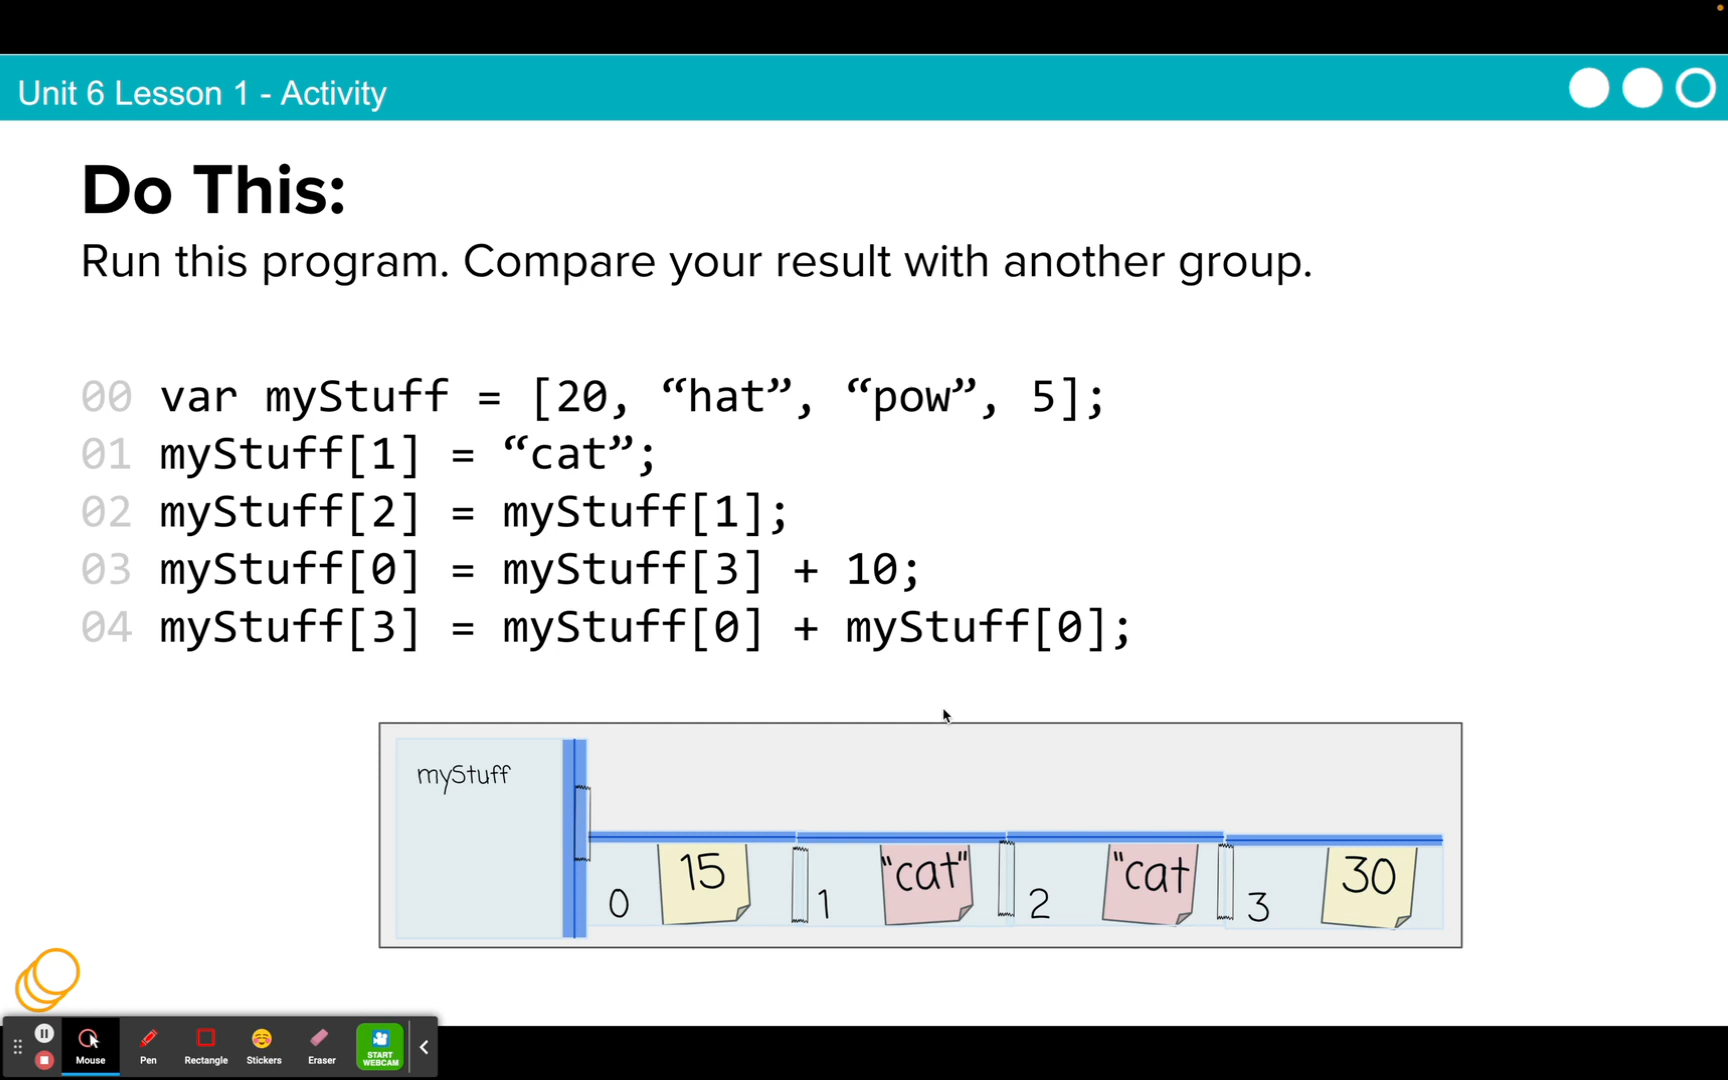 Unit 6 Lesson 1 - Activity
Do This:
Run this program. Compare your result with another group.
00 var myStuff = [20, “hat”, “pow”, 5];
01 myStuff[1] = “cat”;
02 myStuff[2] = myStuff[1];
03 myStuff[0] = myStuff[3] + 10;
04 myStuff[3] = myStuff[0] + myStuff[0];
myStuff
0 15 1 "cat" 2 "cat 3 30
Mouse Pen Rectangle Stickers Eraser START WEBCAM